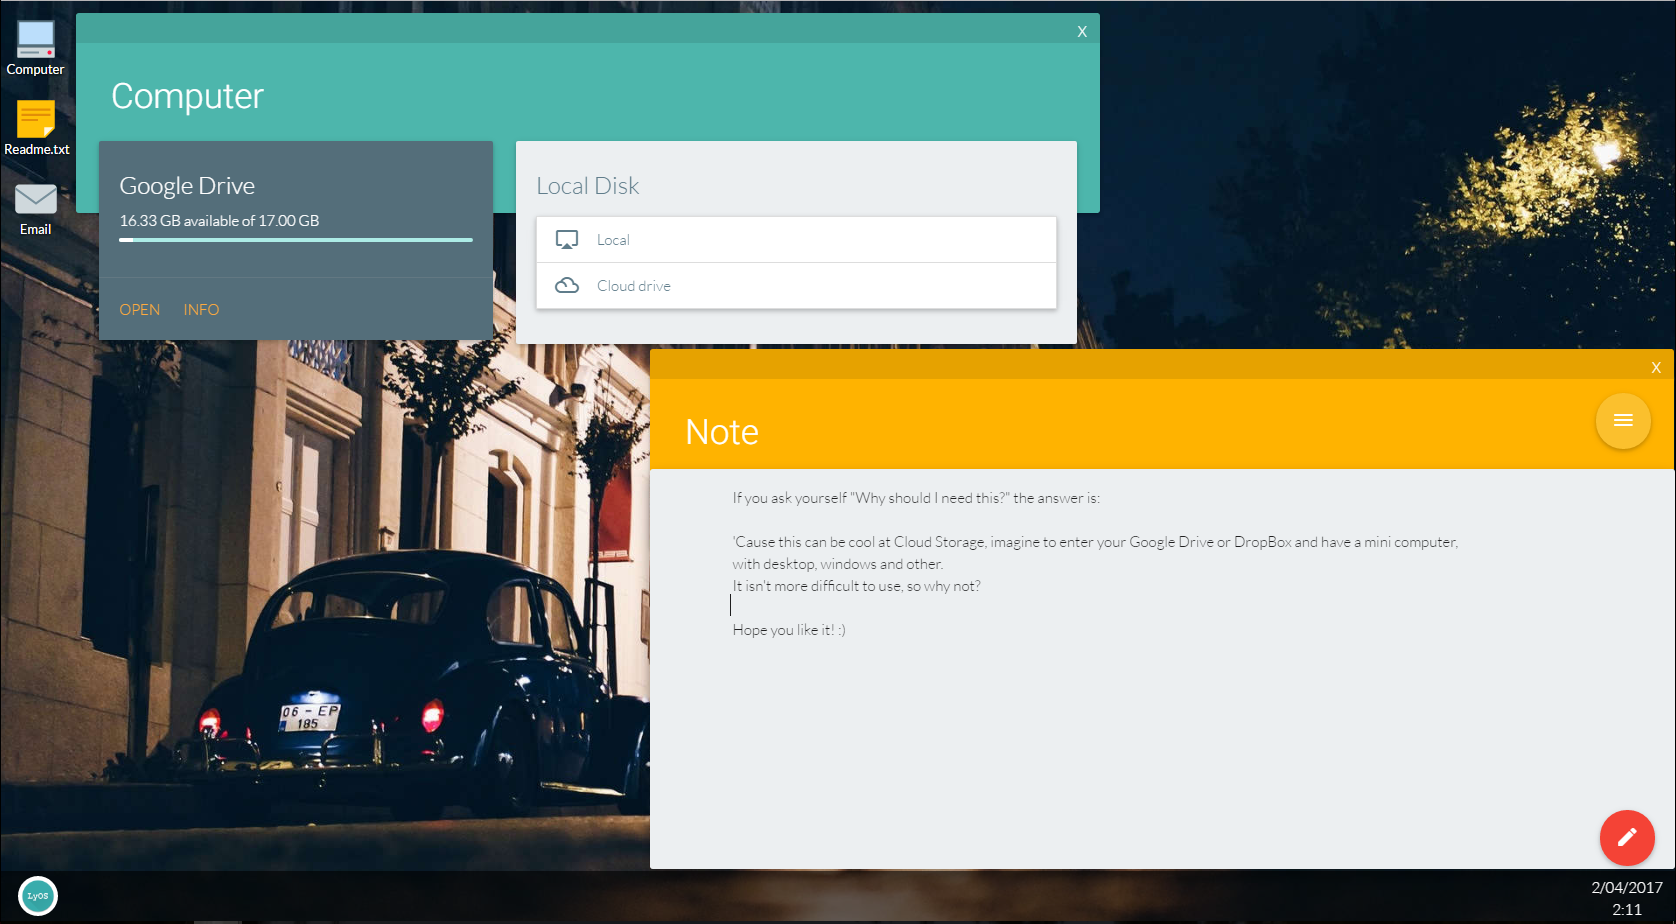 Computer
Readme.txt
Email
X
Computer
Google Drive
16.33 GB available of 17.00 GB
OPEN INFO
Local Disk
Local
Cloud drive
X
Note
If you ask yourself "Why should I need this?" the answer is:
'Cause this can be cool at Cloud Storage, imagine to enter your Google Drive or DropBox and have a mini computer,
with desktop, windows and other.
It isn't more difficult to use, so why not?
Hope you like it! :)
06 - EP
185
LyOS
2/04/2017
2:11